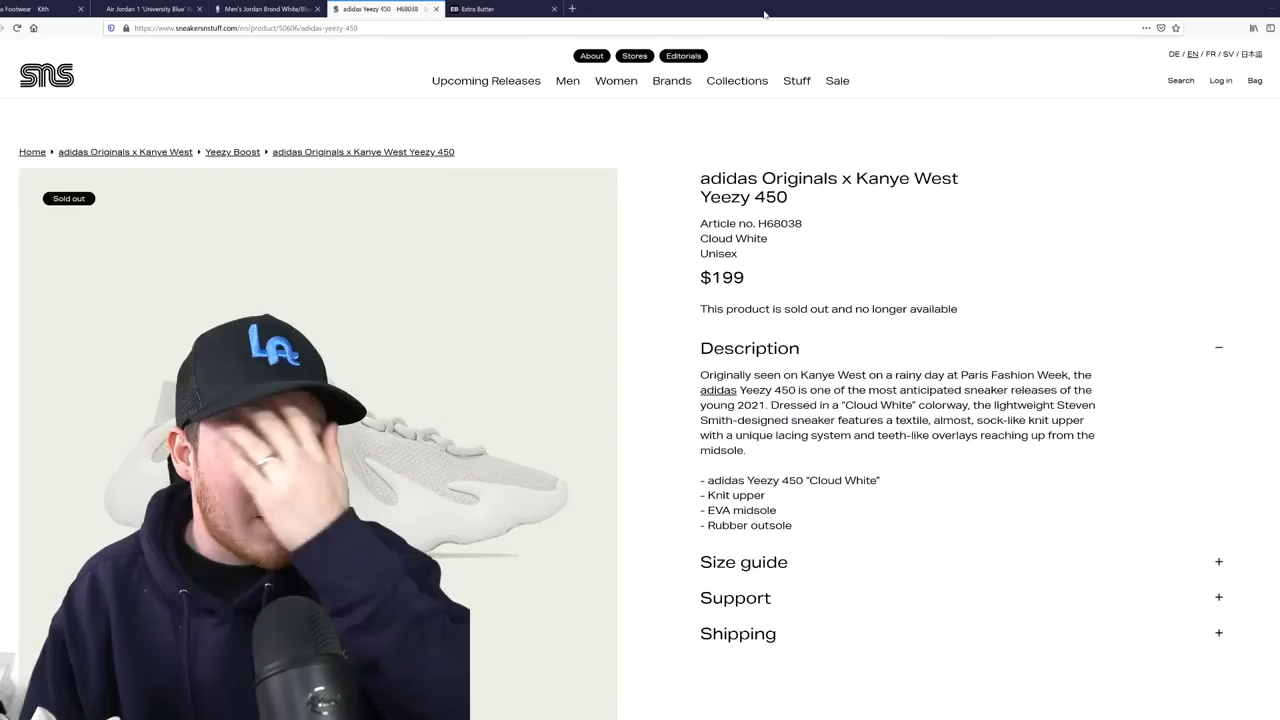 s Footwear Kith
Air Jordan 1 'University Blue' R
Men's Jordan Brand White/Blu
adidas Yeezy 450 H68038 S
EB Extra Butter
https://www.sneakersnstuff.com/en/product/50606/adidas-yeezy-450
About
Stores
Editorials
DE / EN / FR / SV / 日本語
sns
Upcoming Releases Men Women Brands Collections Stuff Sale
Search Log in Bag
Home adidas Originals x Kanye West Yeezy Boost adidas Originals x Kanye West Yeezy 450
Sold out
adidas Originals x Kanye West
Yeezy 450
Article no. H68038
Cloud White
Unisex
$199
This product is sold out and no longer available
Description
Originally seen on Kanye West on a rainy day at Paris Fashion Week, the
adidas Yeezy 450 is one of the most anticipated sneaker releases of the
young 2021. Dressed in a “Cloud White” colorway, the lightweight Steven
Smith-designed sneaker features a textile, almost, sock-like knit upper
with a unique lacing system and teeth-like overlays reaching up from the
midsole.
- adidas Yeezy 450 “Cloud White”
- Knit upper
- EVA midsole
- Rubber outsole
Size guide
Support
Shipping
LA